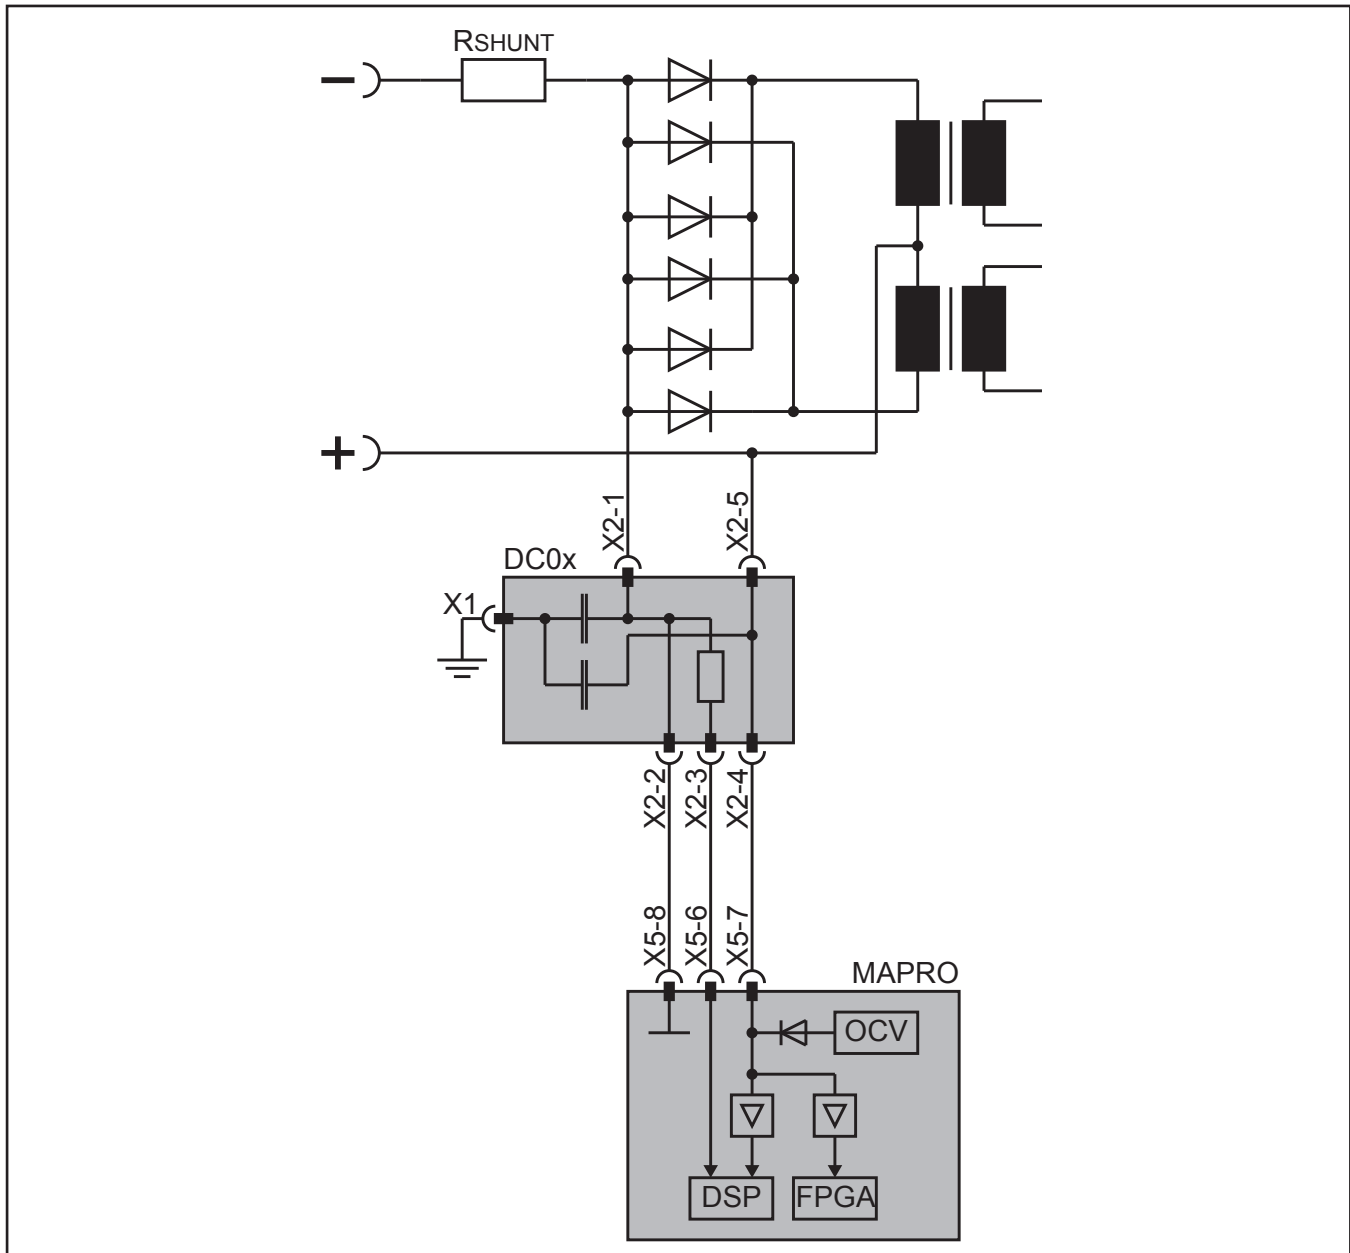 RSHUNT
−
+
X2-1
X2-5
DC0x
X1
X2-2
X2-3
X2-4
X5-8
X5-6
X5-7
MAPRO
OCV
DSP
FPGA